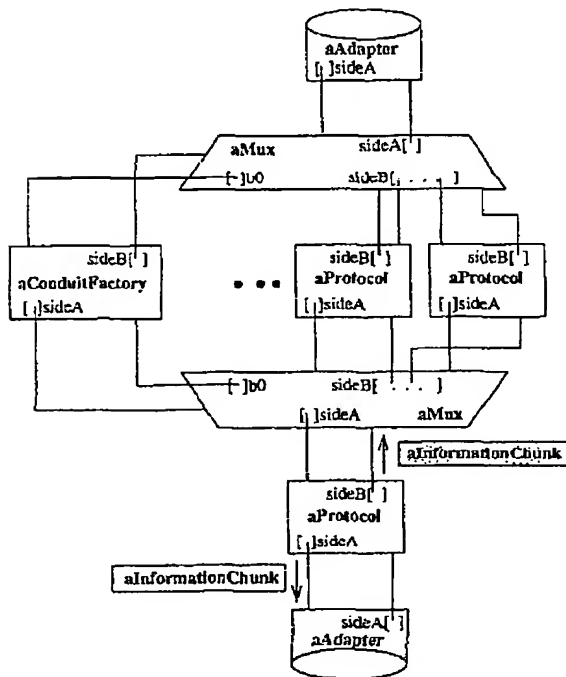 aAdapter
[ ]sideA
aMux
sideA[ ]
[ ]b0
sideB[. . . ]
sideB[ ]
aConduitFactory
[ ]sideA
sideB[ ]
aProtocol
[ ]sideA
sideB[ ]
aProtocol
[ ]sideA
[ ]b0
sideB[ . . . ]
[ ]sideA
aMux
aInformationChunk
sideB[ ]
aProtocol
[ ]sideA
aInformationChunk
sideA[ ]
aAdapter